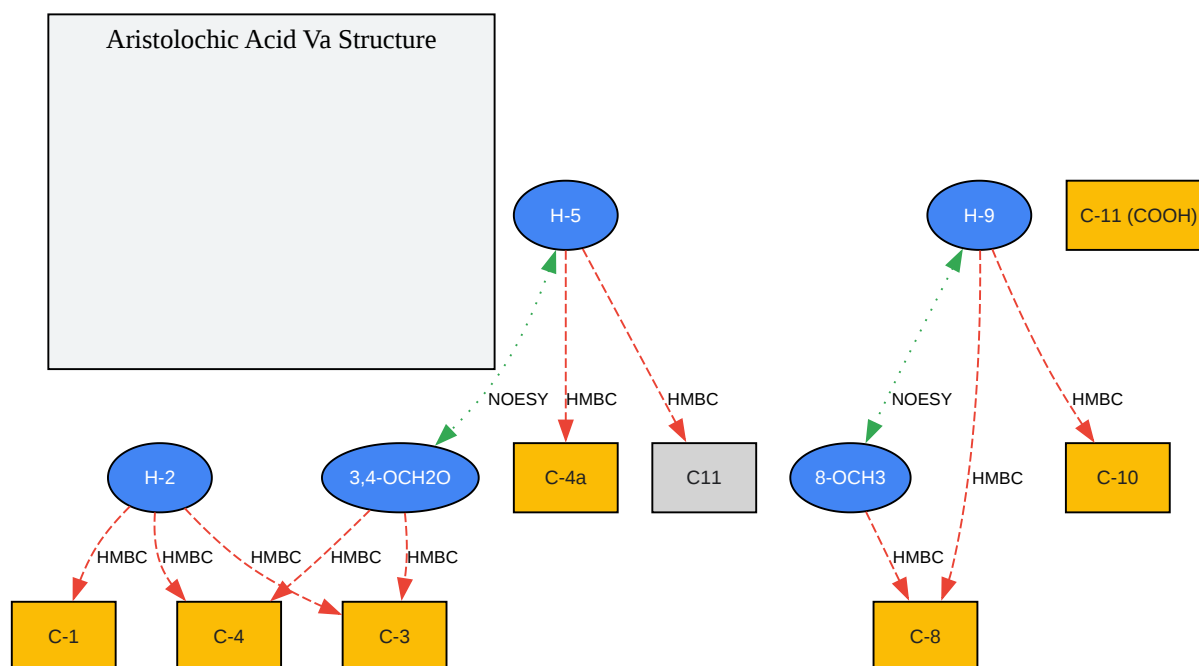 Aristolochic Acid Va Structure
H-5
H-9
C-11 (COOH)
NOESY
HMBC
HMBC
NOESY
HMBC
H-2
3,4-OCH2O
C-4a
C11
8-OCH3
HMBC
C-10
HMBC
HMBC
HMBC
HMBC
HMBC
HMBC
C-1
C-4
C-3
C-8